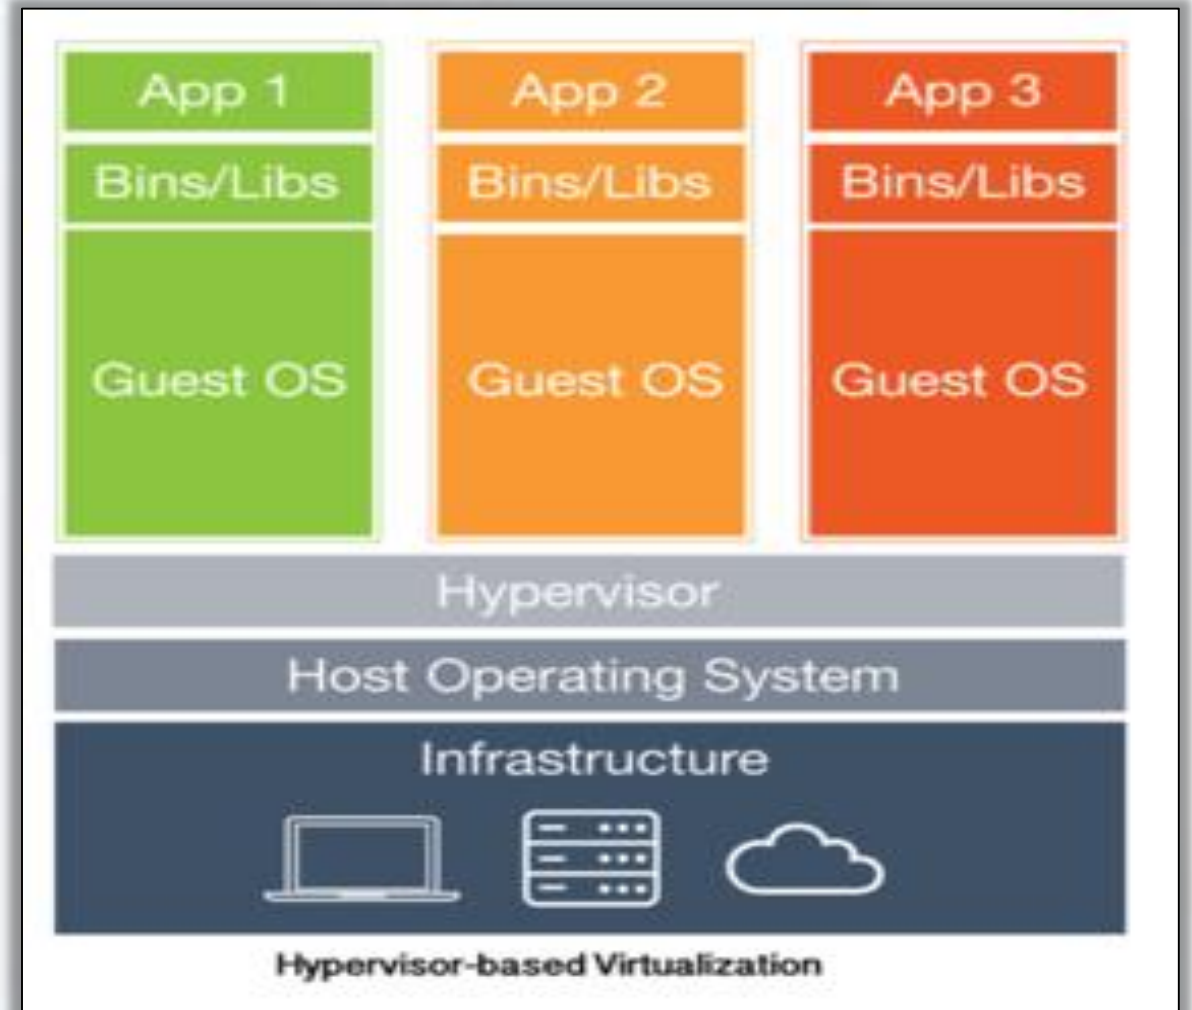 App 1
App 2
App 3
Bins/Libs
Bins/Libs
Bins/Libs
Guest OS
Guest OS
Guest OS
Hypervisor
Host Operating System
Infrastructure
Hypervisor-based Virtualization